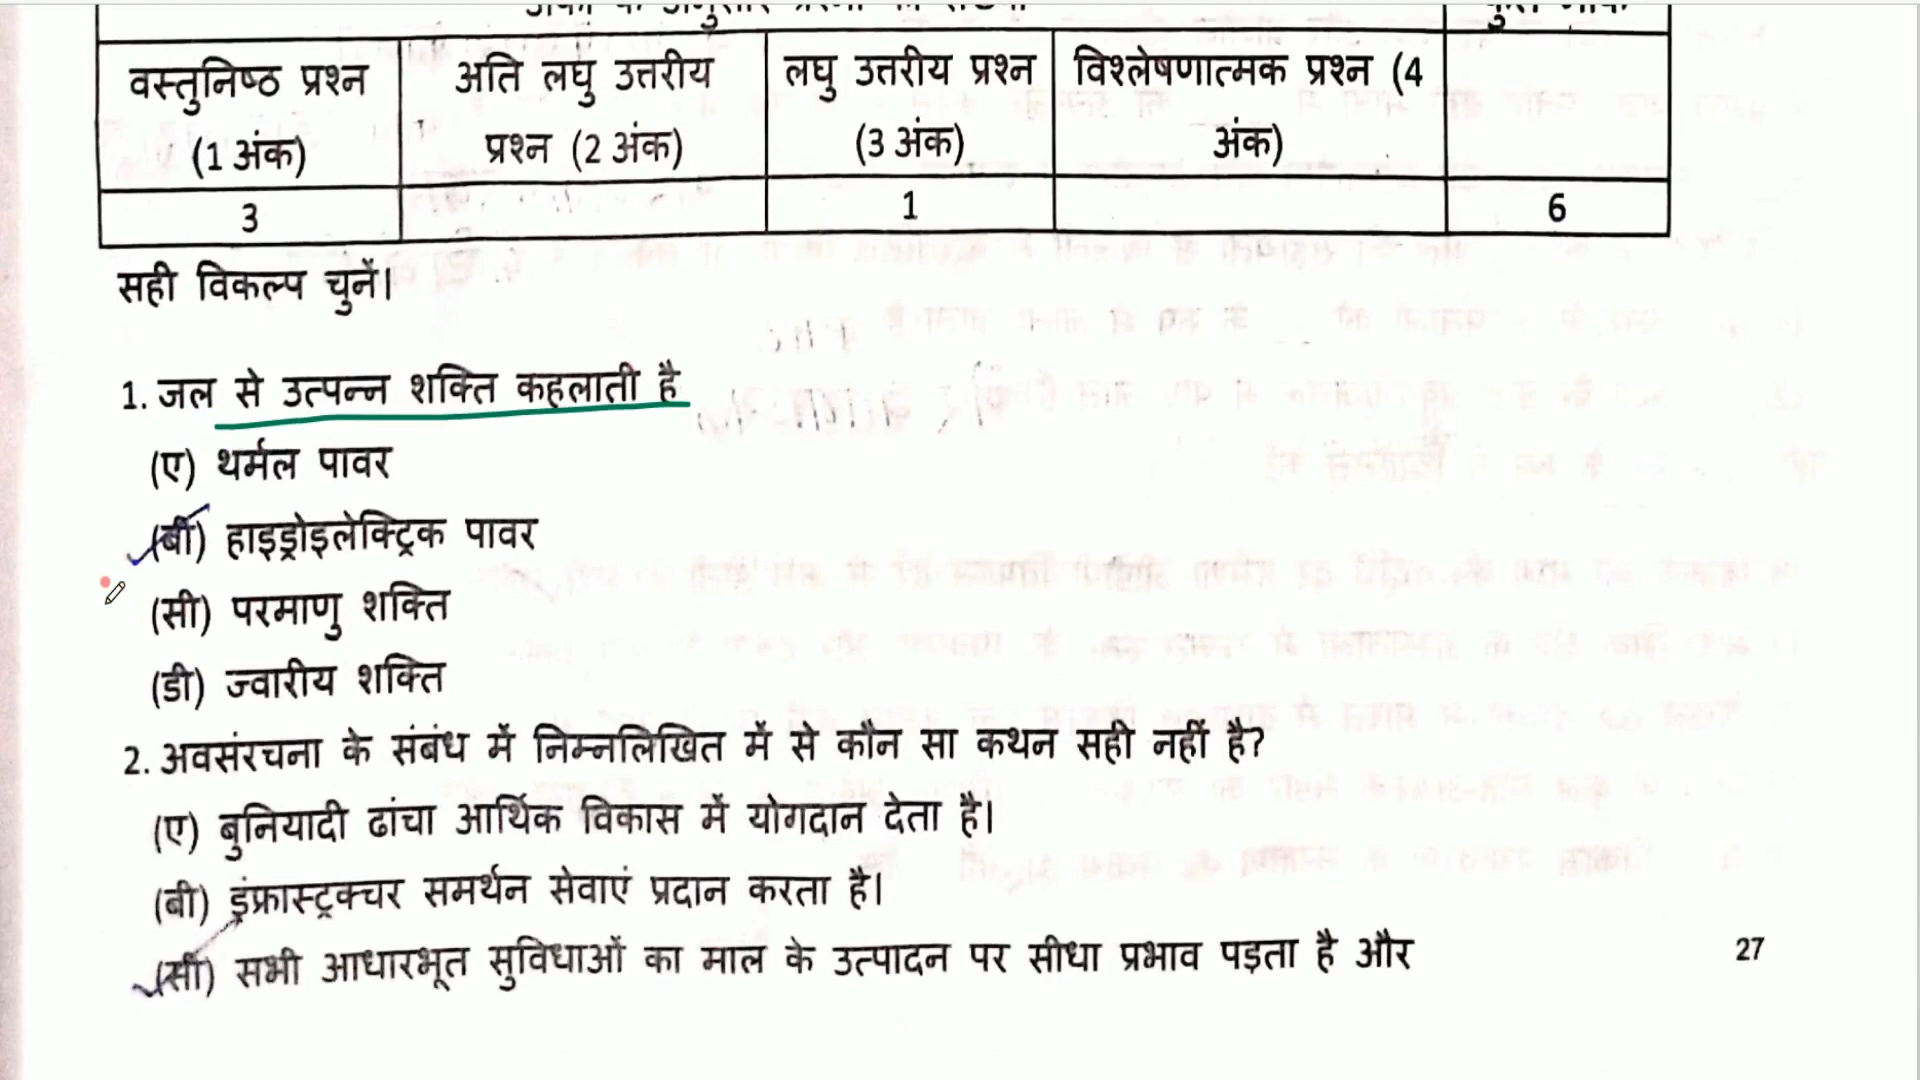 वस्तुनिष्ठ प्रश्न (1 अंक)
अति लघु उत्तरीय प्रश्न (2 अंक)
लघु उत्तरीय प्रश्न (3 अंक)
विश्लेषणात्मक प्रश्न (4 अंक)
3 1 6
सही विकल्प चुनें।
1. जल से उत्पन्न शक्ति कहलाती है
(ए) थर्मल पावर
(बी) हाइड्रोइलेक्ट्रिक पावर
(सी) परमाणु शक्ति
(डी) ज्वारीय शक्ति
2. अवसंरचना के संबंध में निम्नलिखित में से कौन सा कथन सही नहीं है?
(ए) बुनियादी ढांचा आर्थिक विकास में योगदान देता है।
(बी) इंफ्रास्ट्रक्चर समर्थन सेवाएं प्रदान करता है।
(सी) सभी आधारभूत सुविधाओं का माल के उत्पादन पर सीधा प्रभाव पड़ता है और
27